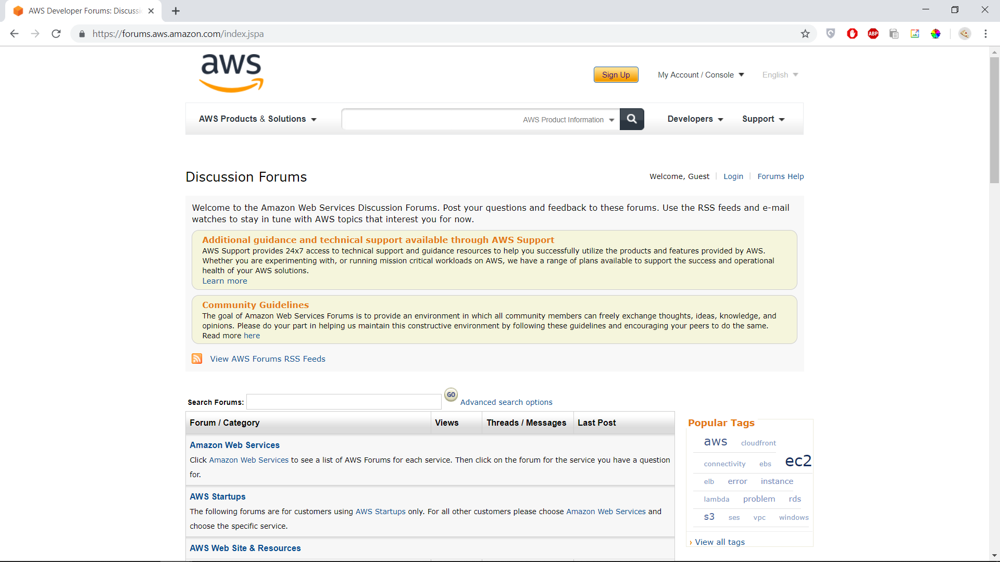 AWS Developer Forums: Discussi
https://forums.aws.amazon.com/index.jspa
ABP
aws
Sign Up
My Account / Console
English
AWS Products & Solutions
AWS Product Information
Developers
Support
Discussion Forums
Welcome, Guest
Login
Forums Help
Welcome to the Amazon Web Services Discussion Forums. Post your questions and feedback to these forums. Use the RSS feeds and e-mail
watches to stay in tune with AWS topics that interest you for now.
Additional guidance and technical support available through AWS Support
AWS Support provides 24x7 access to technical support and guidance resources to help you successfully utilize the products and features provided by AWS.
Whether you are experimenting with, or running mission critical workloads on AWS, we have a range of plans available to support the success and operational
health of your AWS solutions.
Learn more
Community Guidelines
The goal of Amazon Web Services Forums is to provide an environment in which all community members can freely exchange thoughts, ideas, knowledge, and
opinions. Please do your part in helping us maintain this constructive environment by following these guidelines and encouraging your peers to do the same.
Read more here
View AWS Forums RSS Feeds
Search Forums:
GO
Advanced search options
Forum / Category
Views
Threads / Messages
Last Post
Amazon Web Services
Click Amazon Web Services to see a list of AWS Forums for each service. Then click on the forum for the service you have a question
for.
AWS Startups
The following forums are for customers using AWS Startups only. For all other customers please choose Amazon Web Services and
choose the specific service.
AWS Web Site & Resources
Popular Tags
aws cloudfront
connectivity ebs ec2
elb error instance
lambda problem rds
s3 ses vpc windows
› View all tags